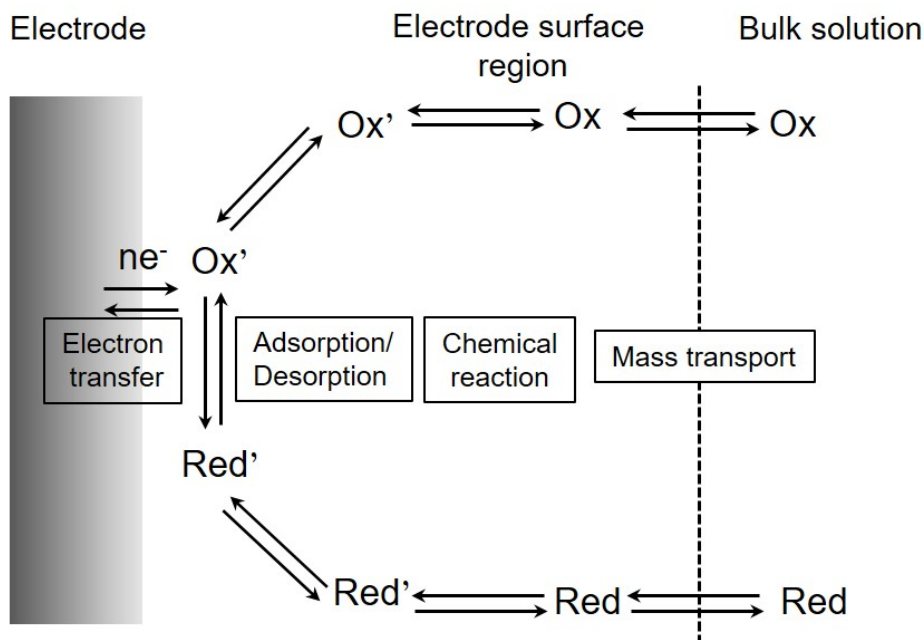 Electrode
Electrode surface
region
Bulk solution
Ox’
Ox
Ox
ne-
Ox’
Electron
transfer
Adsorption/
Desorption
Chemical
reaction
Mass transport
Red’
Red’
Red
Red